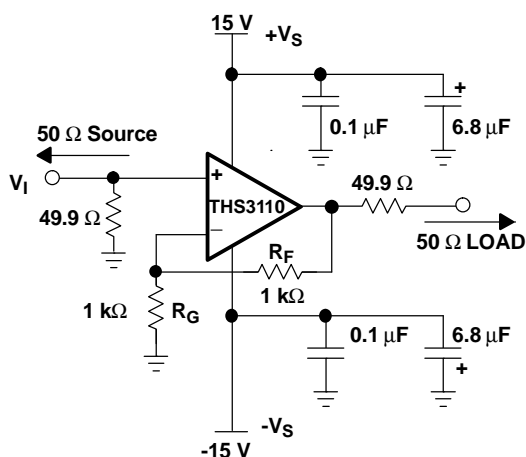 15 V +VS
+
0.1 µF
6.8 µF
50 Ω Source
VI
+
THS3110
−
49.9 Ω
49.9 Ω
50 Ω LOAD
RF
1 kΩ
1 kΩ
RG
0.1 µF
6.8 µF
+
-VS
-15 V